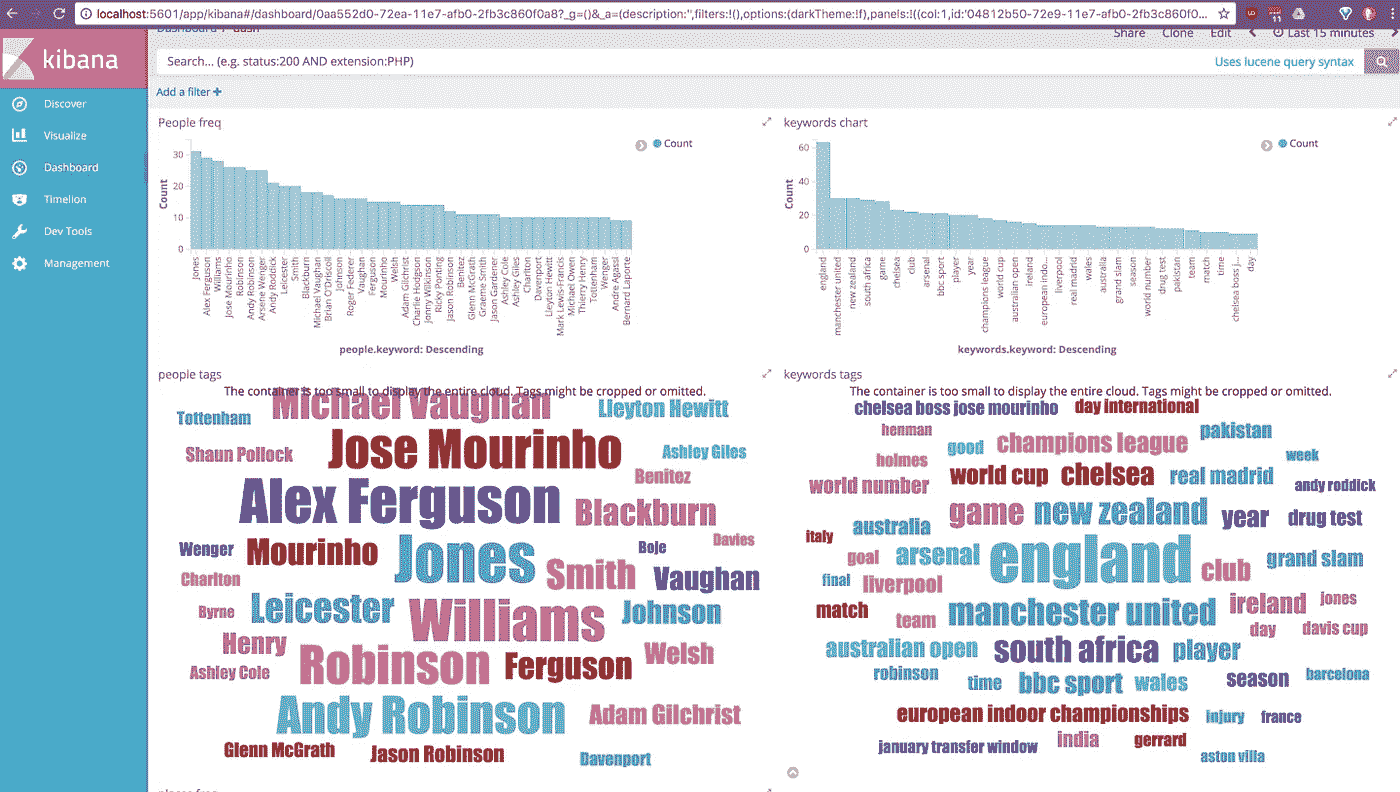 localhost:5601/app/kibana#/dashboard/0aa552d0-72ea-11e7-afb0-2fb3c860f0a8?_g=()&_a=(description:'',filters:!(),options:(darkTheme:!f),panels:!((col:1,id:'04812b50-72e9-11e7-afb0-2fb3c860f0...
kibana
Discover
Visualize
Dashboard
Timelion
Dev Tools
Management
Dashboard / dash
Share Clone Edit Last 15 minutes
Search... (e.g. status:200 AND extension:PHP) Uses lucene query syntax
Add a filter +
People freq
Count
30
20
10
0
Count
Jones
Alex Ferguson
Williams
Jose Mourinho
Robinson
Andy Robinson
Arsene Wenger
Andy Roddick
Leicester
Smith
Blackburn
Michael Vaughan
Brian O'Driscoll
Johnson
Roger Federer
Vaughan
Ferguson
Mourinho
Welsh
Adam Gilchrist
Charlie Hodgson
Jonny Wilkinson
Ricky Ponting
Jason Robinson
Benitez
Glenn McGrath
Graeme Smith
Jason Gardener
Ashley Cole
Ashley Giles
Charlton
Davenport
Lleyton Hewitt
Mark Lewis-Francis
Michael Owen
Thierry Henry
Tottenham
Wenger
Andre Agassi
Bernard Laporte
people.keyword: Descending
keywords chart
Count
60
40
20
0
Count
england
manchester united
new zealand
south africa
game
chelsea
club
arsenal
bbc sport
player
year
champions league
world cup
australian open
ireland
european indo...
liverpool
real madrid
wales
australia
grand slam
season
world number
drug test
pakistan
team
match
time
chelsea boss j...
day
keywords.keyword: Descending
people tags
The container is too small to display the entire cloud. Tags might be cropped or omitted.
Michael Vaughan
Lleyton Hewitt
Tottenham
Jose Mourinho
Shaun Pollock
Ashley Giles
Benitez
Alex Ferguson
Blackburn
Wenger
Mourinho
Jones
Boje
Davies
Charlton
Smith
Vaughan
Byrne
Leicester
Williams
Johnson
Henry
Robinson
Ferguson
Welsh
Ashley Cole
Andy Robinson
Adam Gilchrist
Glenn McGrath
Jason Robinson
Davenport
keywords tags
The container is too small to display the entire cloud. Tags might be cropped or omitted.
chelsea boss jose mourinho
day international
henman
good
champions league
pakistan
holmes
week
world cup
chelsea
real madrid
world number
andy roddick
game
new zealand
year
drug test
australia
italy
goal
arsenal
england
club
grand slam
final
liverpool
match
team
manchester united
ireland
jones
day
davis cup
australian open
south africa
player
robinson
time
bbc sport
wales
season
barcelona
european indoor championships
injury
france
january transfer window
india
gerrard
aston villa